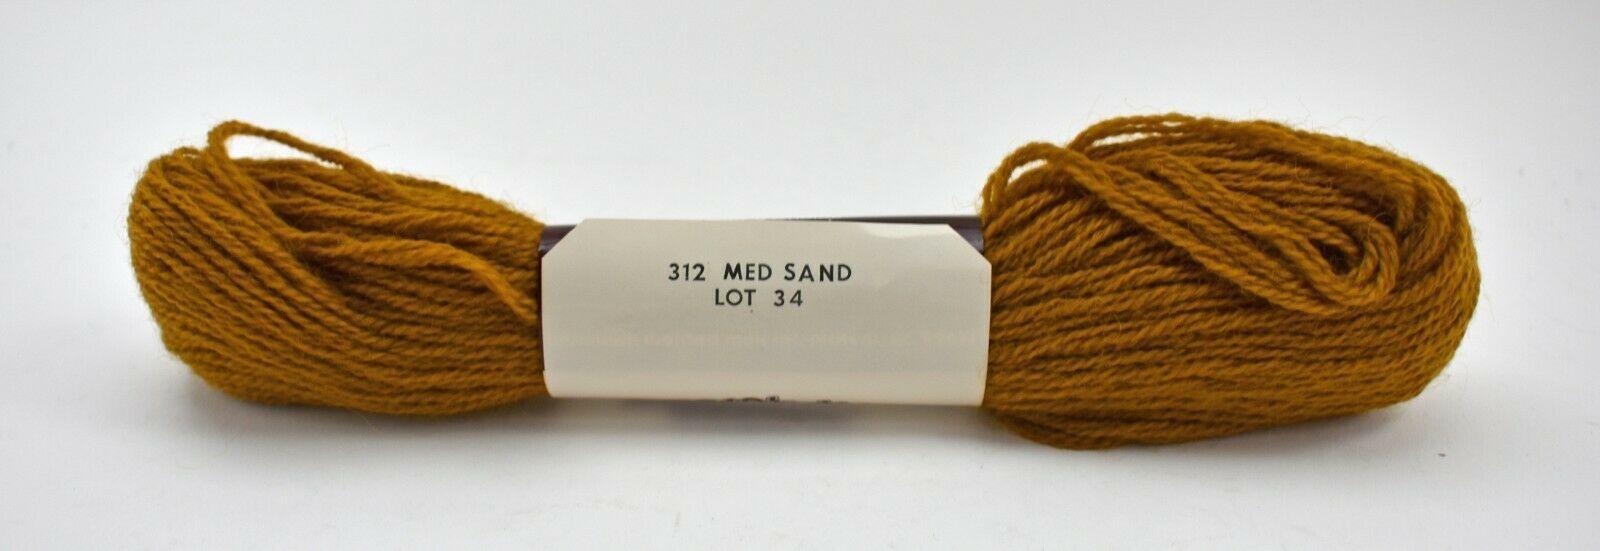 312 MED SAND
LOT 34